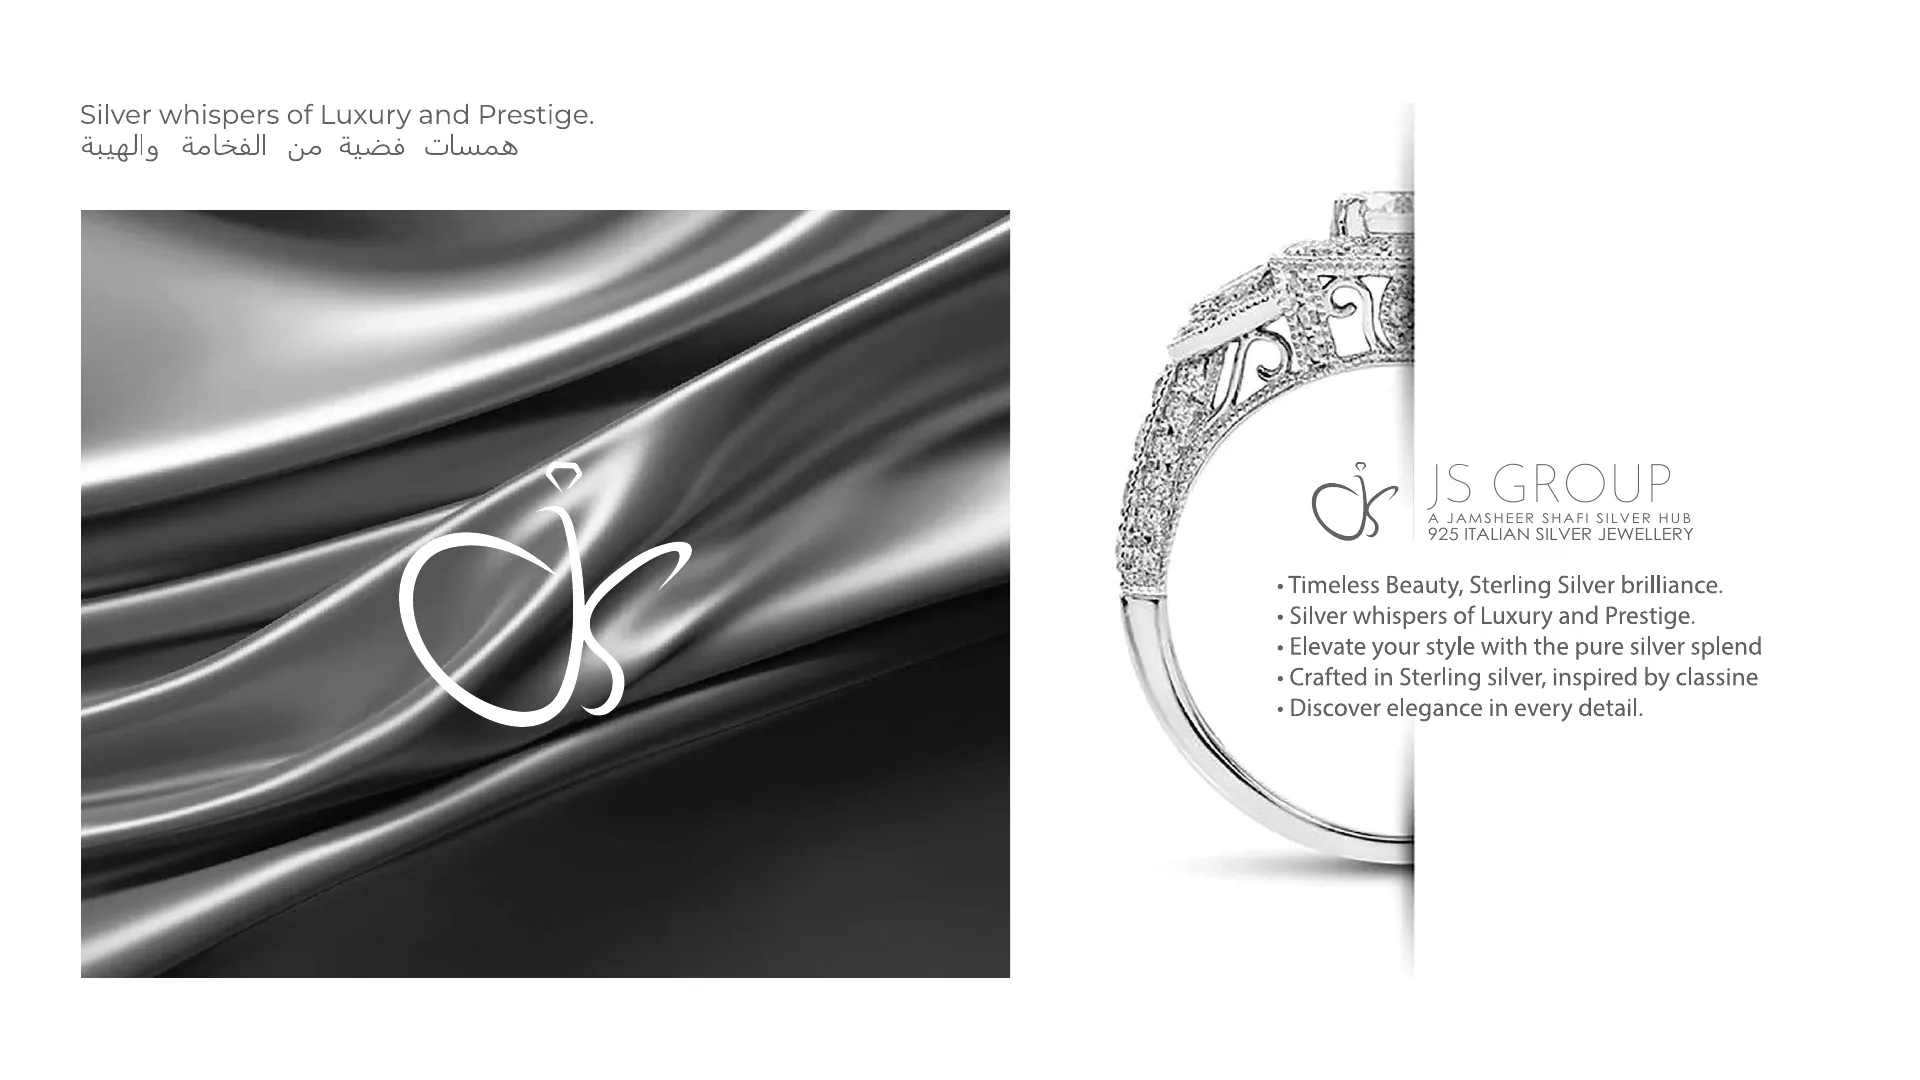 Silver whispers of Luxury and Prestige.
همسات فضية من الفخامة والهيبة
JS GROUP
A JAMSHEER SHAFI SILVER HUB
925 ITALIAN SILVER JEWELLERY
• Timeless Beauty, Sterling Silver brilliance.
• Silver whispers of Luxury and Prestige.
• Elevate your style with the pure silver splend
• Crafted in Sterling silver, inspired by classine
• Discover elegance in every detail.